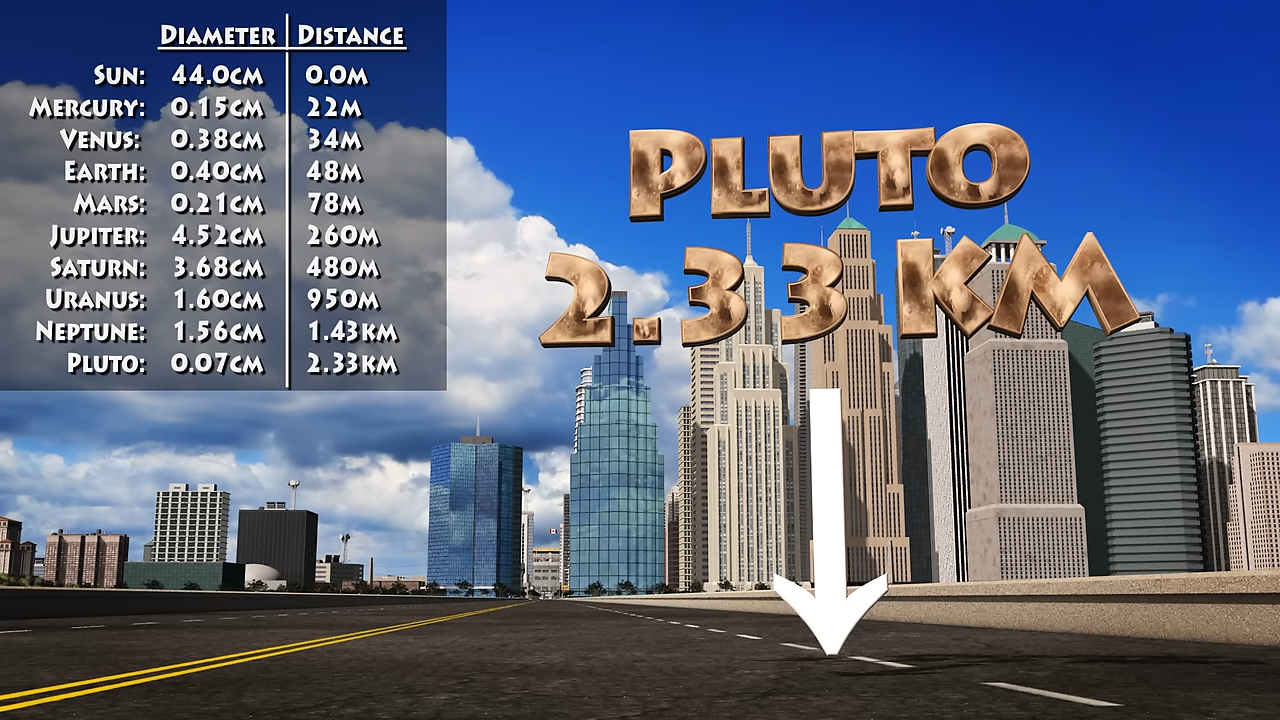 Diameter Distance
Sun: 44.0cm 0.0m
Mercury: 0.15cm 22m
Venus: 0.38cm 34m
Earth: 0.40cm 48m
Mars: 0.21cm 78m
Jupiter: 4.52cm 260m
Saturn: 3.68cm 480m
Uranus: 1.60cm 950m
Neptune: 1.56cm 1.43km
Pluto: 0.07cm 2.33km
PLUTO
2.33 KM